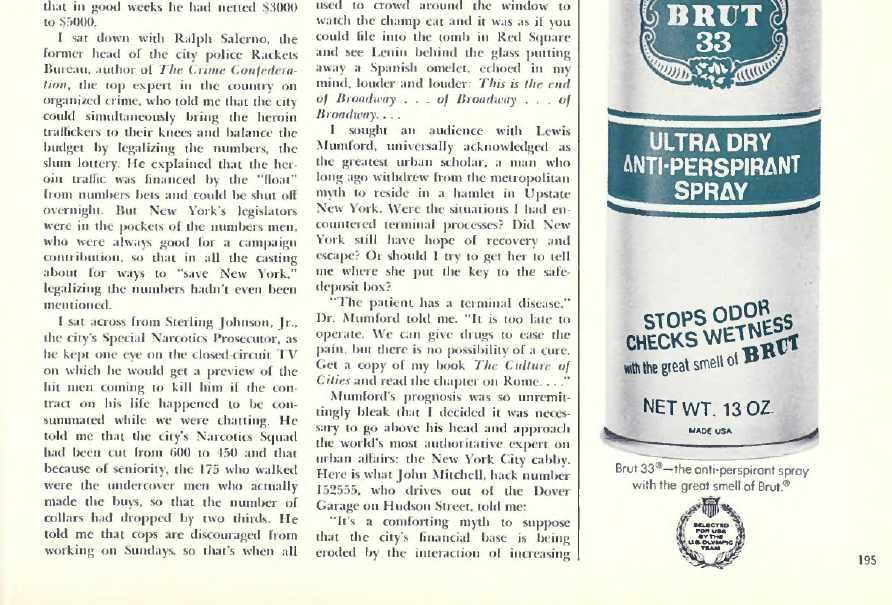 that in good weeks he had netted $3000
to $5000.
I sat down with Ralph Salerno, the
former head of the city police Rackets
Bureau, author of The Crime Confedera-
tion, the top expert in the country on
organized crime, who told me that the city
could simultaneously bring the heroin
traffickers to their knees and balance the
budget by legalizing the numbers, the
slum lottery. He explained that the her-
oin traffic was financed by the "float"
from numbers bets and could be shut off
overnight. But New York's legislators
were in the pockets of the numbers men,
who were always good for a campaign
contribution, so that in all the casting
about for ways to "save New York,"
legalizing the numbers hadn't even been
mentioned.
I sat across from Sterling Johnson, Jr.,
the city's Special Narcotics Prosecutor, as
he kept one eye on the closed-circuit TV
on which he would get a preview of the
hit men coming to kill him if the con-
tract on his life happened to be con-
summated while we were chatting. He
told me that the city's Narcotics Squad
had been cut from 600 to 450 and that
because of seniority, the 175 who walked
were the undercover men who actually
made the buys, so that the number of
collars had dropped by two thirds. He
told me that cops are discouraged from
working on Sundays, so that's when all
used to crowd around the window to
watch the champ eat and it was as if you
could file into the tomb in Red Square
and see Lenin behind the glass putting
away a Spanish omelet, echoed in my
mind, louder and louder: This is the end
of Broadway . . . of Broadway . . . of
Broadway. . . .
I sought an audience with Lewis
Mumford, universally acknowledged as
the greatest urban scholar, a man who
long ago withdrew from the metropolitan
myth to reside in a hamlet in Upstate
New York. Were the situations I had en-
countered terminal processes? Did New
York still have hope of recovery and
escape? Or should I try to get her to tell
me where she put the key to the safe-
deposit box?
"The patient has a terminal disease,"
Dr. Mumford told me. "It is too late to
operate. We can give drugs to ease the
pain, but there is no possibility of a cure.
Get a copy of my book The Culture of
Cities and read the chapter on Rome. . . ."
Mumford's prognosis was so unremit-
tingly bleak that I decided it was neces-
sary to go above his head and approach
the world's most authoritative expert on
urban affairs: the New York City cabby.
Here is what John Mitchell, hack number
152555, who drives out of the Dover
Garage on Hudson Street, told me:
"It's a comforting myth to suppose
that the city's financial base is being
eroded by the interaction of increasing
BRUT
33
ULTRA DRY
ANTI-PERSPIRANT
SPRAY
STOPS ODOR
CHECKS WETNESS
with the great smell of BRUT
NET WT. 13 OZ.
MADE USA
Brut 33®—the anti-perspirant spray
with the great smell of Brut.®
SELECTED
FOR USE
BY THE
U.S. OLYMPIC
TEAM
195